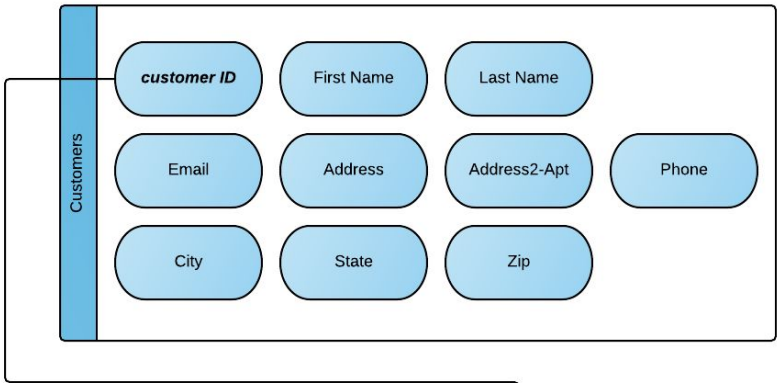 Customers
customer ID
First Name
Last Name
Email
Address
Address2-Apt
Phone
City
State
Zip